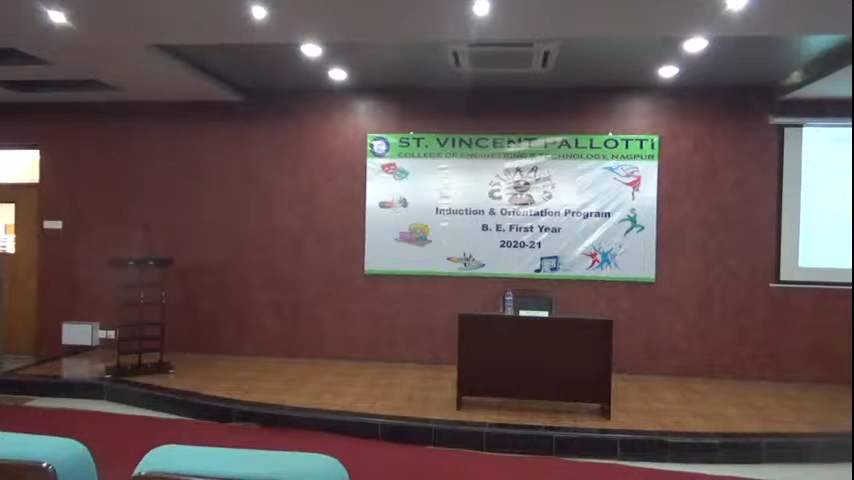 ST. VINCENT PALLOTTI
COLLEGE OF ENGINEERING & TECHNOLOGY, NAGPUR
Induction & Orientation Program
B. E. First Year
2020-21